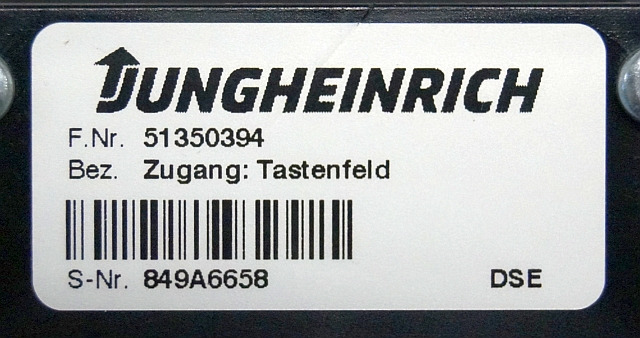 JUNGHEINRICH
F.Nr. 51350394
Bez. Zugang: Tastenfeld
S-Nr. 849A6658 DSE